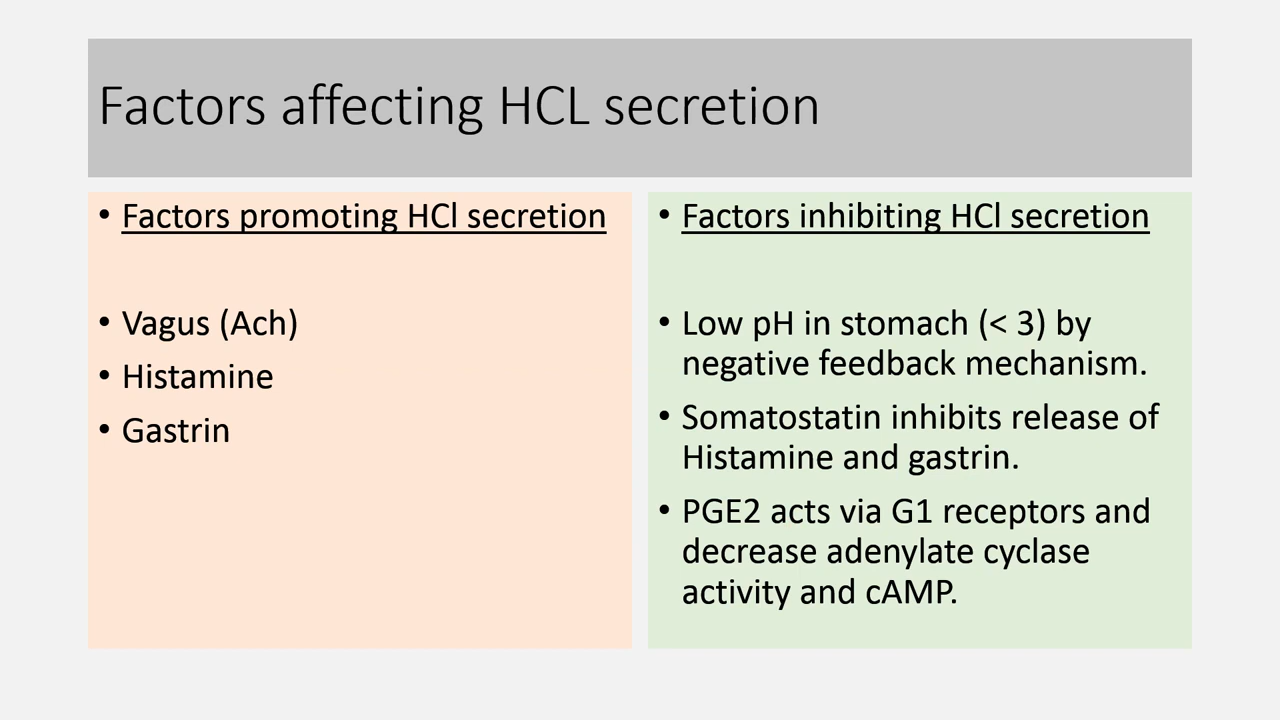 Factors affecting HCL secretion
• Factors promoting HCl secretion
• Vagus (Ach)
• Histamine
• Gastrin
• Factors inhibiting HCl secretion
• Low pH in stomach (< 3) by
negative feedback mechanism.
• Somatostatin inhibits release of
Histamine and gastrin.
• PGE2 acts via G1 receptors and
decrease adenylate cyclase
activity and cAMP.